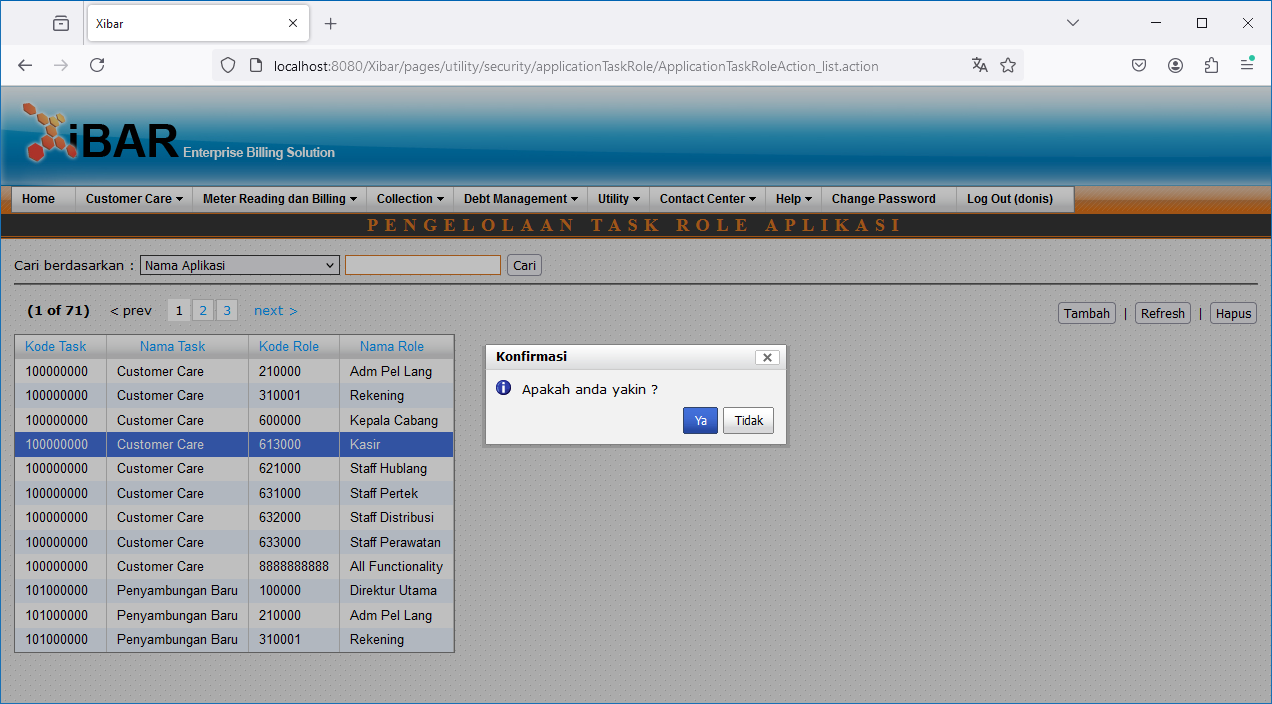 Xibar
localhost:8080/Xibar/pages/utility/security/applicationTaskRole/ApplicationTaskRoleAction_list.action
iBAR Enterprise Billing Solution
Home Customer Care Meter Reading dan Billing Collection Debt Management Utility Contact Center Help Change Password Log Out (donis)
PENGELOLAAN TASK ROLE APLIKASI
Cari berdasarkan : Nama Aplikasi Cari
(1 of 71) < prev 1 2 3 next > Tambah | Refresh | Hapus
Kode Task Nama Task Kode Role Nama Role
100000000 Customer Care 210000 Adm Pel Lang
100000000 Customer Care 310001 Rekening
100000000 Customer Care 600000 Kepala Cabang
100000000 Customer Care 613000 Kasir
100000000 Customer Care 621000 Staff Hublang
100000000 Customer Care 631000 Staff Pertek
100000000 Customer Care 632000 Staff Distribusi
100000000 Customer Care 633000 Staff Perawatan
100000000 Customer Care 8888888888 All Functionality
101000000 Penyambungan Baru 100000 Direktur Utama
101000000 Penyambungan Baru 210000 Adm Pel Lang
101000000 Penyambungan Baru 310001 Rekening
Konfirmasi
Apakah anda yakin ?
Ya Tidak